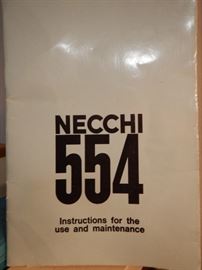 NECCHI
554
Instructions for the
use and maintenance